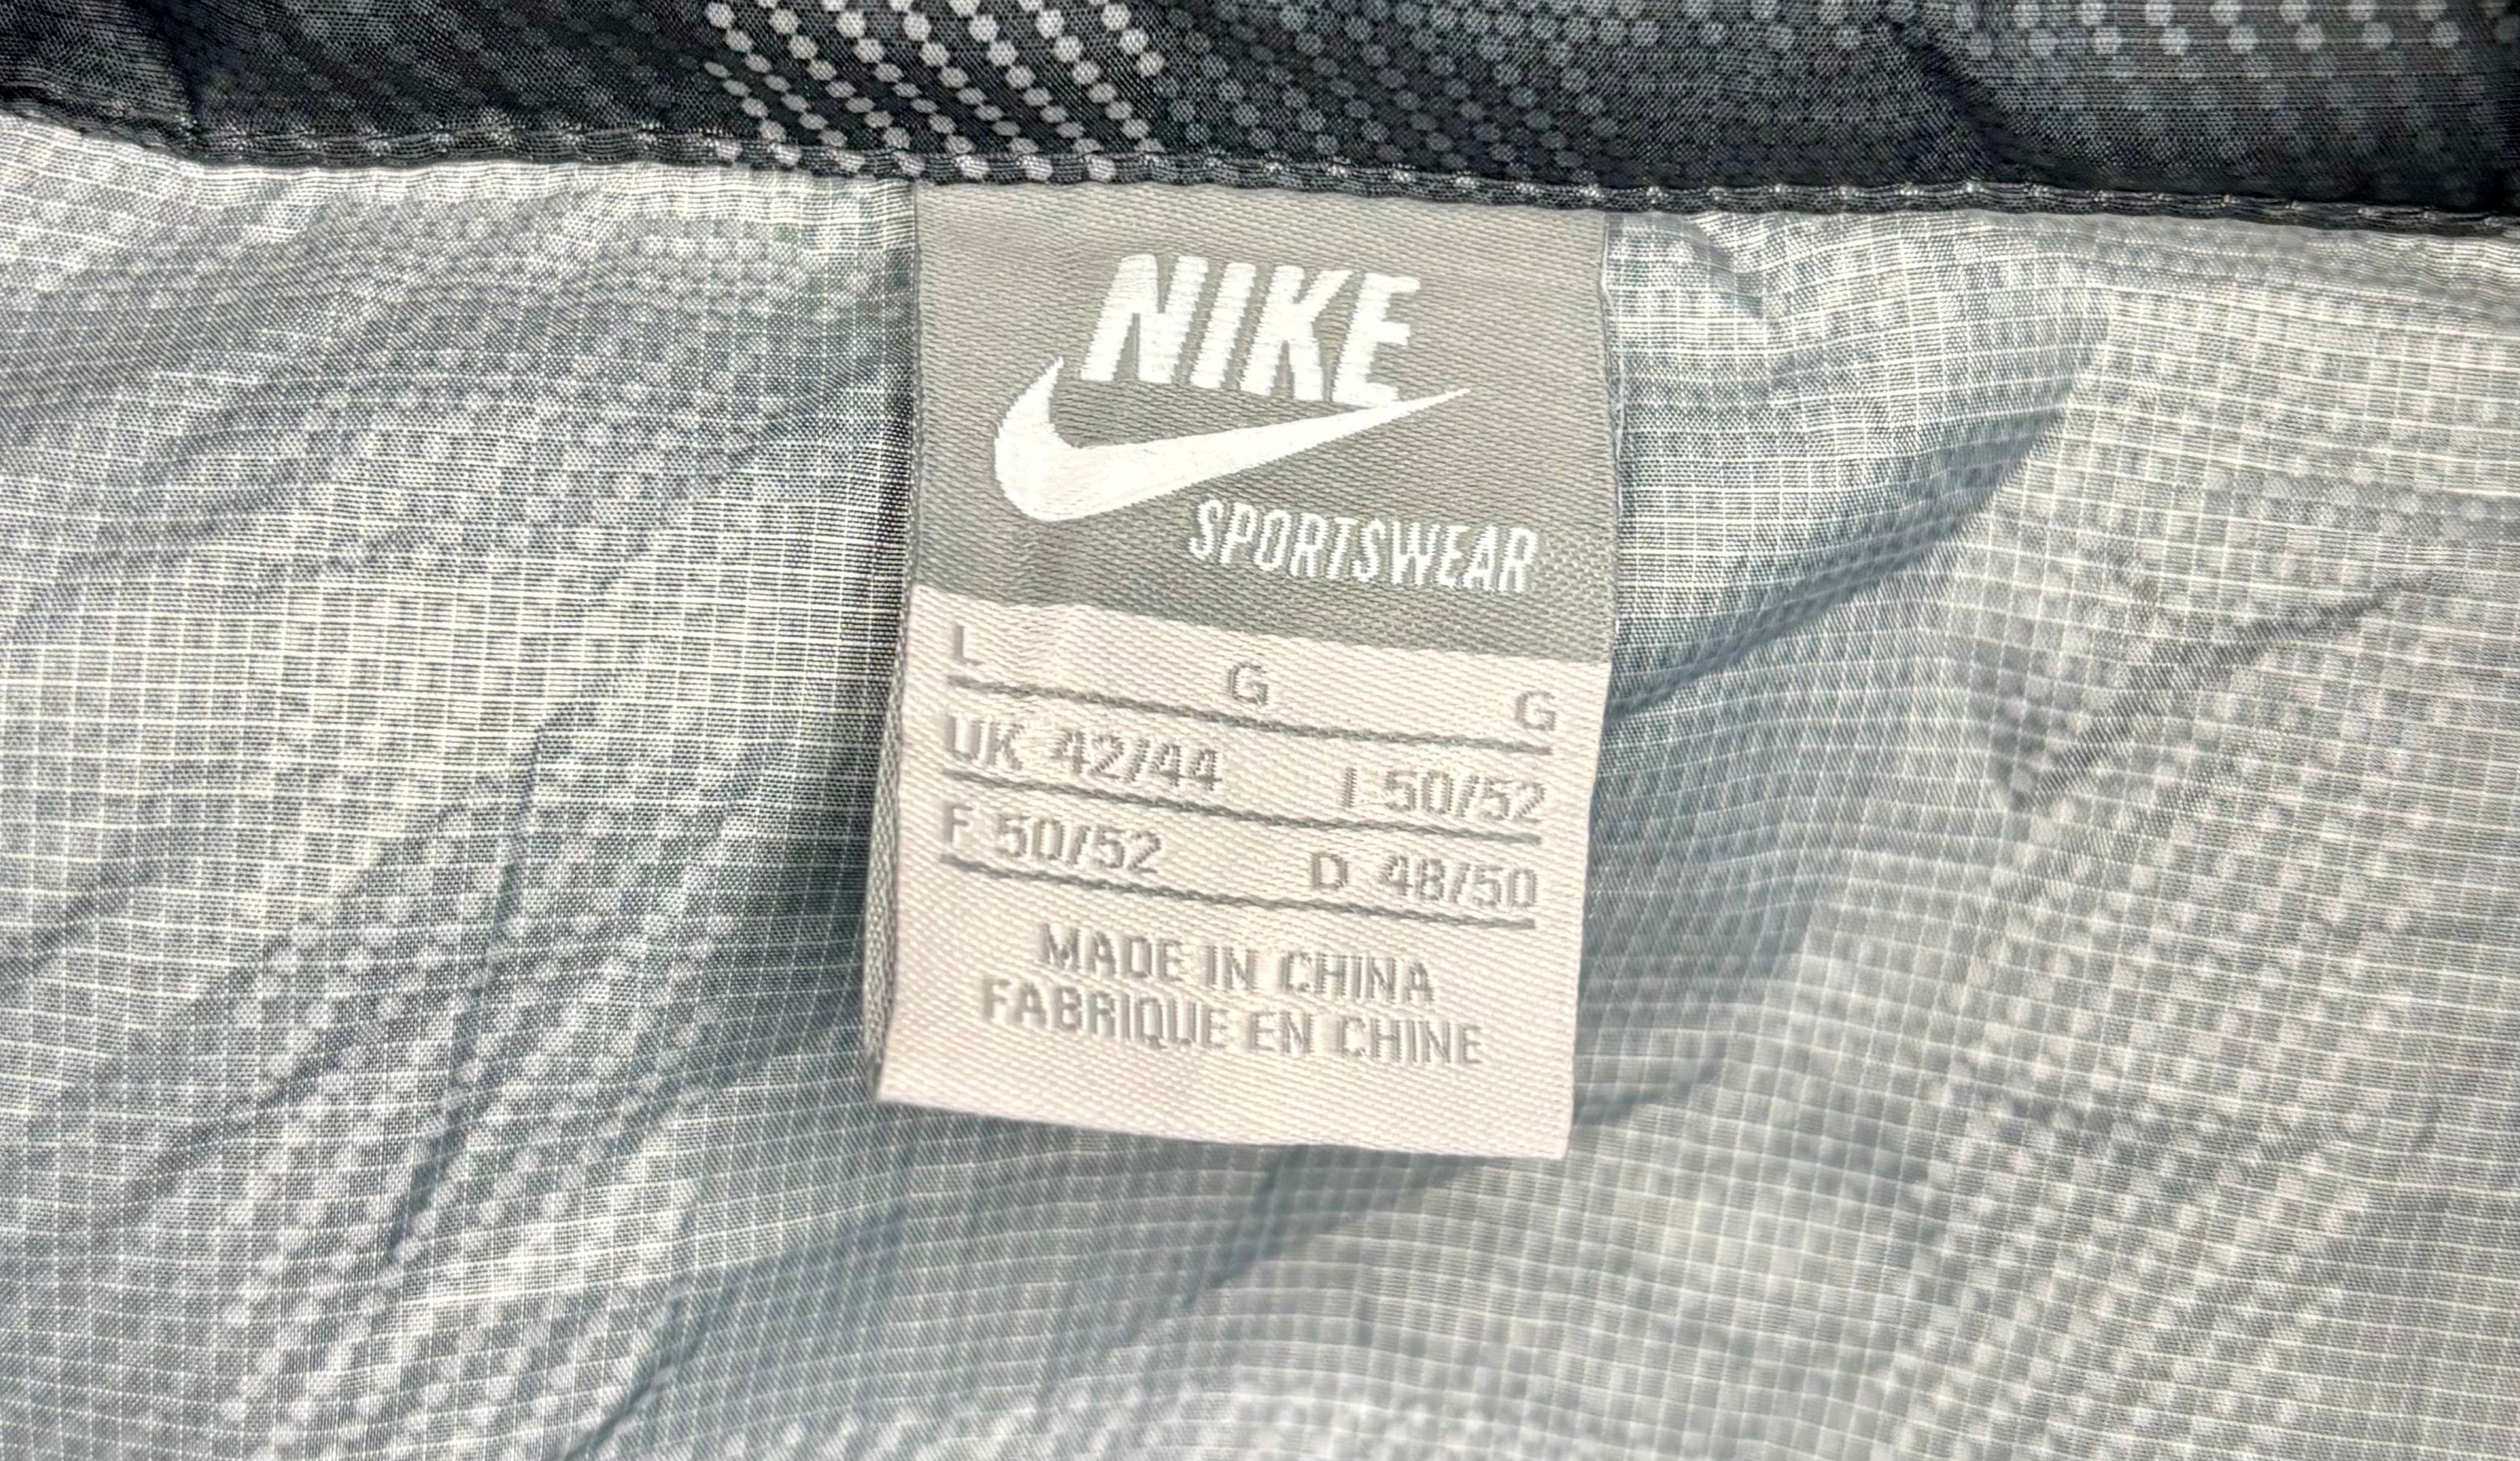 NIKE
SPORTSWEAR
L G G
UK 42/44 I 50/52
F 50/52 D 48/50
MADE IN CHINA
FABRIQUE EN CHINE